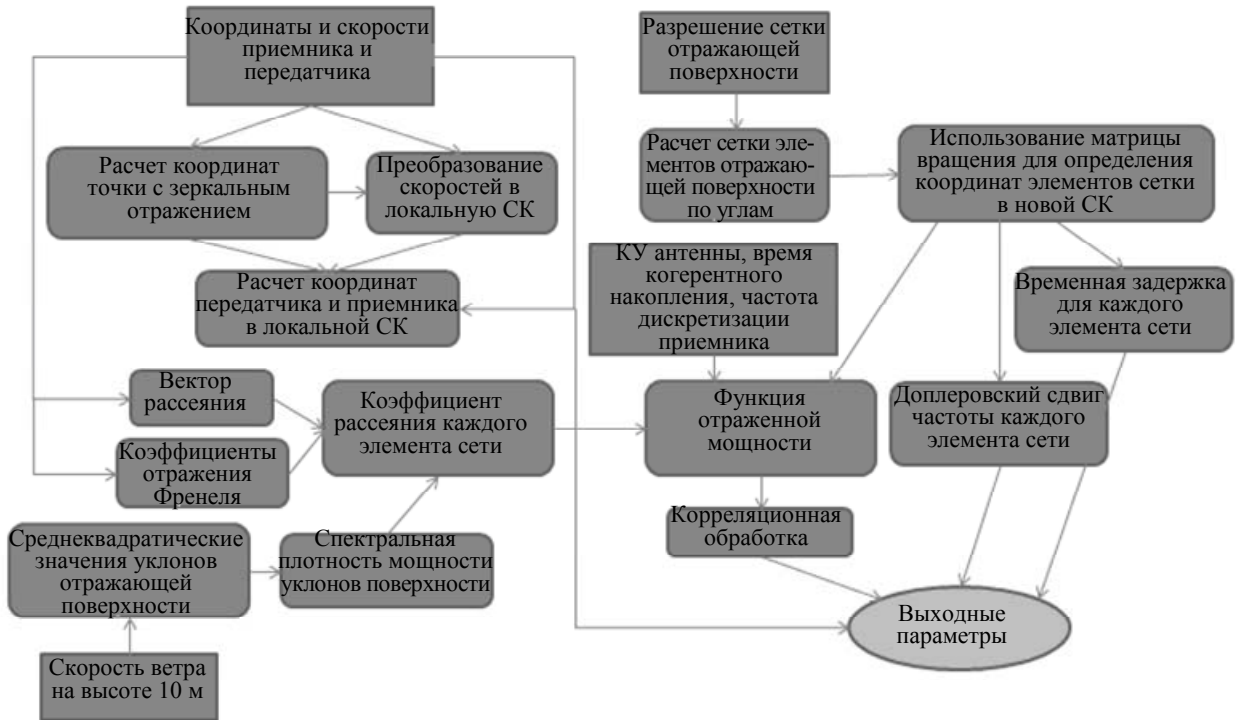 Координаты и скорости
приемника и
передатчика
Разрешение сетки
отражающей
поверхности
Расчет координат
точки с зеркальным
отражением
Преобразование
скоростей в
локальную СК
Расчет сетки эле-
ментов отражаю-
щей поверхности
по углам
Использование матрицы
вращения для определения
координат элементов сетки
в новой СК
Расчет координат
передатчика и приемника
в локальной СК
КУ антенны, время
когерентного
накопления, частота
дискретизации
приемника
Временная задержка
для каждого
элемента сети
Вектор
рассеяния
Коэффициент
рассеяния каждого
элемента сети
Функция
отраженной
мощности
Доплеровский сдвиг
частоты каждого
элемента сети
Коэффициенты
отражения
Френеля
Корреляционная
обработка
Среднеквадратические
значения уклонов
отражающей
поверхности
Спектральная
плотность мощности
уклонов поверхности
Выходные
параметры
Скорость ветра
на высоте 10 м